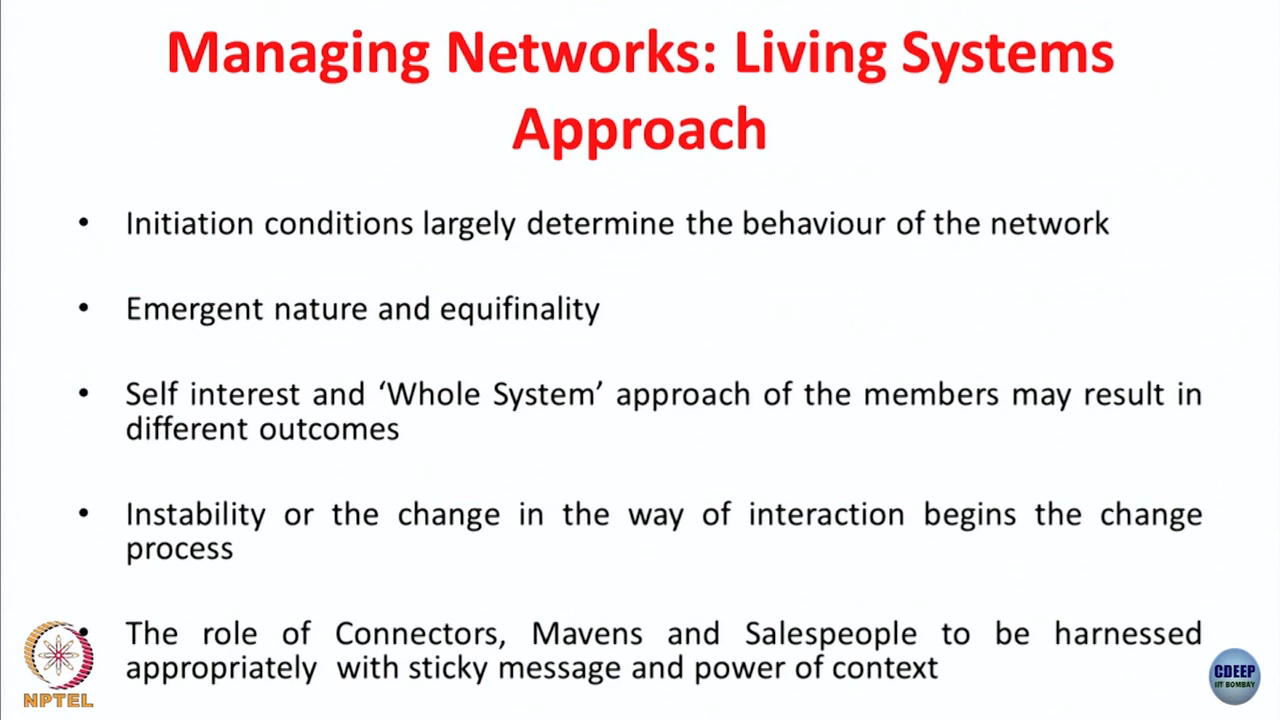 Managing Networks: Living Systems
Approach
• Initiation conditions largely determine the behaviour of the network
• Emergent nature and equifinality
• Self interest and ‘Whole System’ approach of the members may result in
different outcomes
• Instability or the change in the way of interaction begins the change
process
• The role of Connectors, Mavens and Salespeople to be harnessed
appropriately with sticky message and power of context
NPTEL
CDEEP
IIT BOMBAY